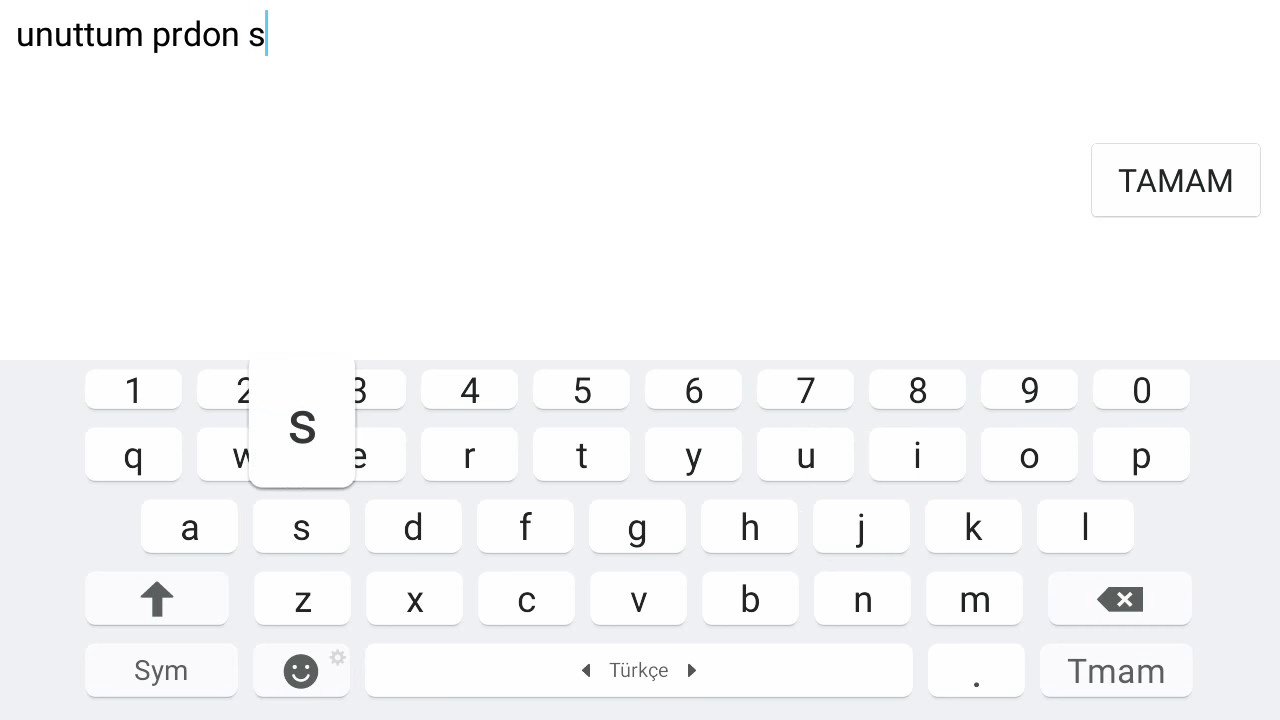 unuttum prdon s
TAMAM
1 2 3 4 5 6 7 8 9 0
s
q w e r t y u i o p
a s d f g h j k l
z x c v b n m
Sym Türkçe . Tmam